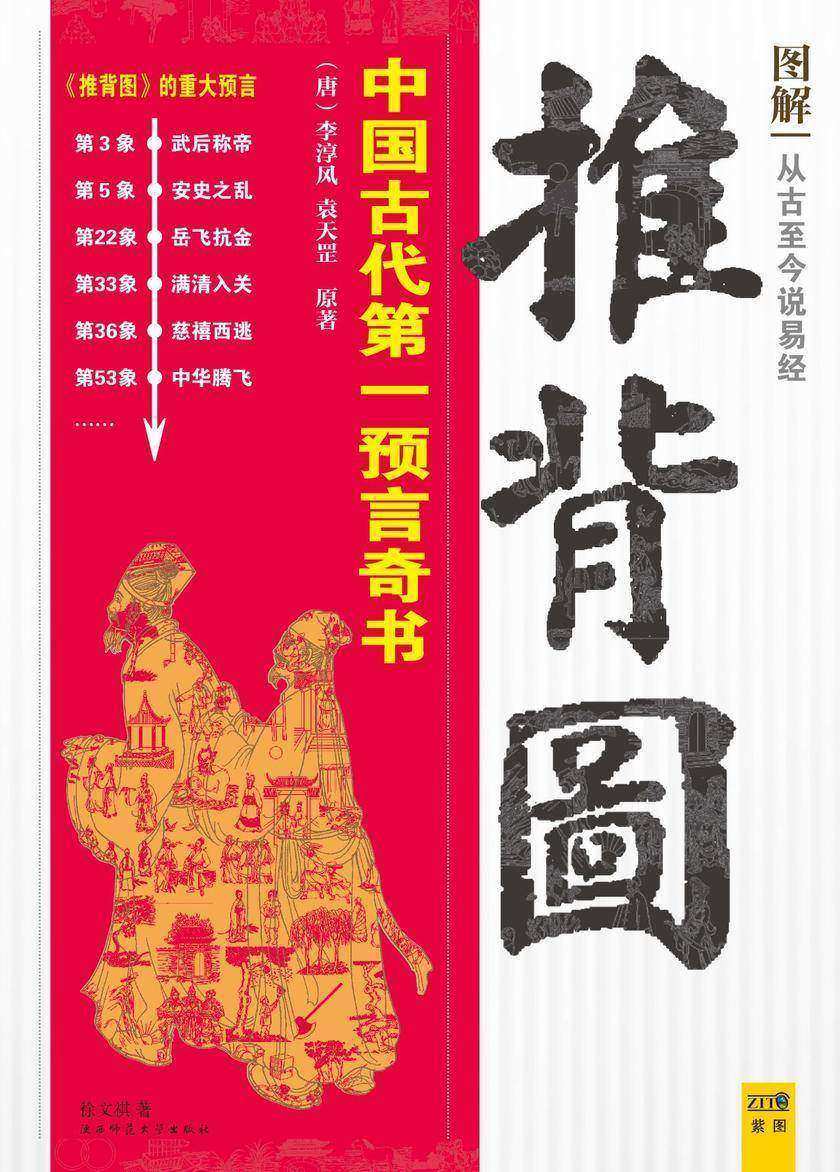 图解
从古至今说易经
推背圖
中国古代第一预言奇书
（唐）李淳风 袁天罡 原著
《推背图》的重大预言
第3象 武后称帝
第5象 安史之乱
第22象 岳飞抗金
第33象 满清入关
第36象 慈禧西逃
第53象 中华腾飞
……
徐文祺 著
陕西师范大学出版社
ZITO
紫图